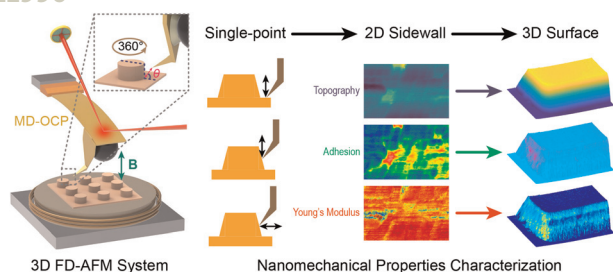 Single-point
2D Sidewall
3D Surface
360°
θ
MD-OCP
B
Topography
Adhesion
Young's Modulus
3D FD-AFM System
Nanomechanical Properties Characterization